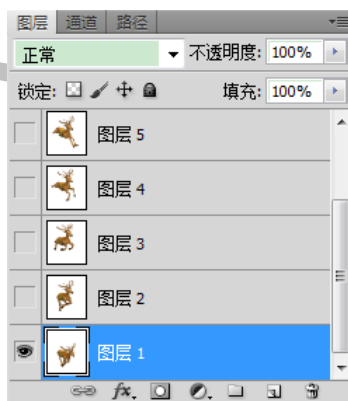 图层 通道 路径
正常 不透明度: 100%
锁定: 填充: 100%
图层 5
图层 4
图层 3
图层 2
图层 1
fx.